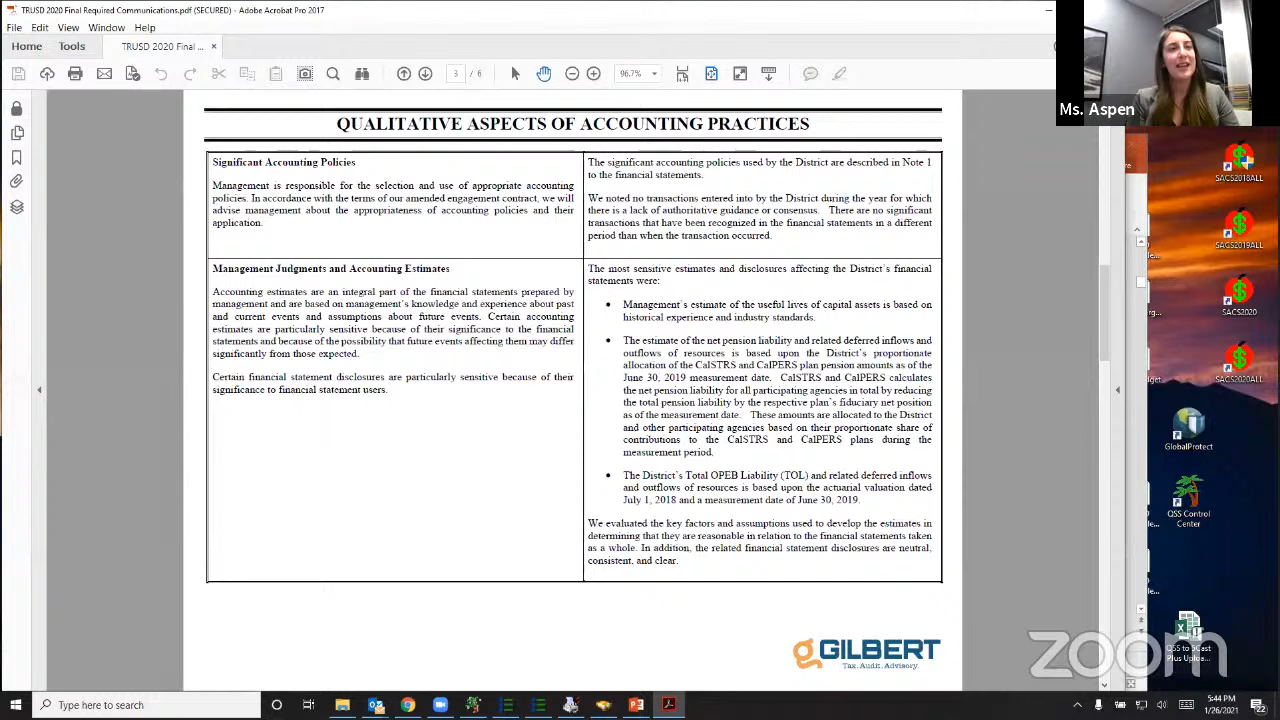 TRUSD 2020 Final Required Communications.pdf (SECURED) - Adobe Acrobat Pro 2017
File Edit Window Help
Home Tools TRUSD 2020 Final ... ×
3 / 96.7%
Ms. Aspen
QUALITATIVE ASPECTS OF ACCOUNTING PRACTICES
Significant Accounting Policies
Management is responsible for the selection and use of appropriate accounting
policies. In accordance with the terms of our amended engagement contract, we will
advise management about the appropriateness of accounting policies and their
application.
The significant accounting policies used by the District are described in Note 1
to the financial statements.
We noted no transactions entered into by the District during the year for which
there is a lack of authoritative guidance or consensus. There are no significant
transactions that have been recognized in the financial statements in a different
period than when the transaction occurred.
Management Judgments and Accounting Estimates
Accounting estimates are an integral part of the financial statements prepared by
management and are based on management's knowledge and experience about past
and current events and assumptions about future events. Certain accounting
estimates are particularly sensitive because of their significance to the financial
statements and because of the possibility that future events affecting them may differ
significantly from those expected.
Certain financial statement disclosures are particularly sensitive because of their
significance to financial statement users.
The most sensitive estimates and disclosures affecting the District's financial
statements were:
• Management's estimate of the useful lives of capital assets is based on
historical experience and industry standards.
• The estimate of the net pension liability and related deferred inflows and
outflows of resources is based upon the District's proportionate
allocation of the CalSTRS and CalPERS plan pension amounts as of the
June 30, 2019 measurement date. CalSTRS and CalPERS calculates
the net pension liability for all participating agencies in total by reducing
the total pension liability by the respective plan's fiduciary net position
as of the measurement date. These amounts are allocated to the District
and other participating agencies based on their proportionate share of
contributions to the CalSTRS and CalPERS plans during the
measurement period.
• The District's Total OPEB Liability (TOL) and related deferred inflows
and outflows of resources is based upon the actuarial valuation dated
July 1, 2018 and a measurement date of June 30, 2019.
We evaluated the key factors and assumptions used to develop the estimates in
determining that they are reasonable in relation to the financial statements taken
as a whole. In addition, the related financial statement disclosures are neutral,
consistent, and clear.
GILBERT
Tax. Audit. Advisory.
SACS2018ALL
SACS2019ALL
SACS2020
SACS2020ALL
GlobalProtect
QSS Control
Center
QSS to SCast
Plus Uploa...
zoom
Type here to search
5:44 PM
1/26/2021
22